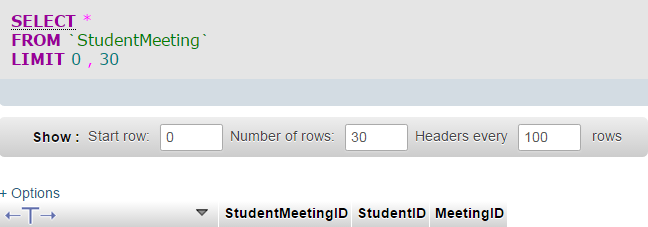 SELECT *
FROM `StudentMeeting`
LIMIT 0 , 30
Show : Start row: 0 Number of rows: 30 Headers every 100 rows
+ Options
←T→ StudentMeetingID StudentID MeetingID